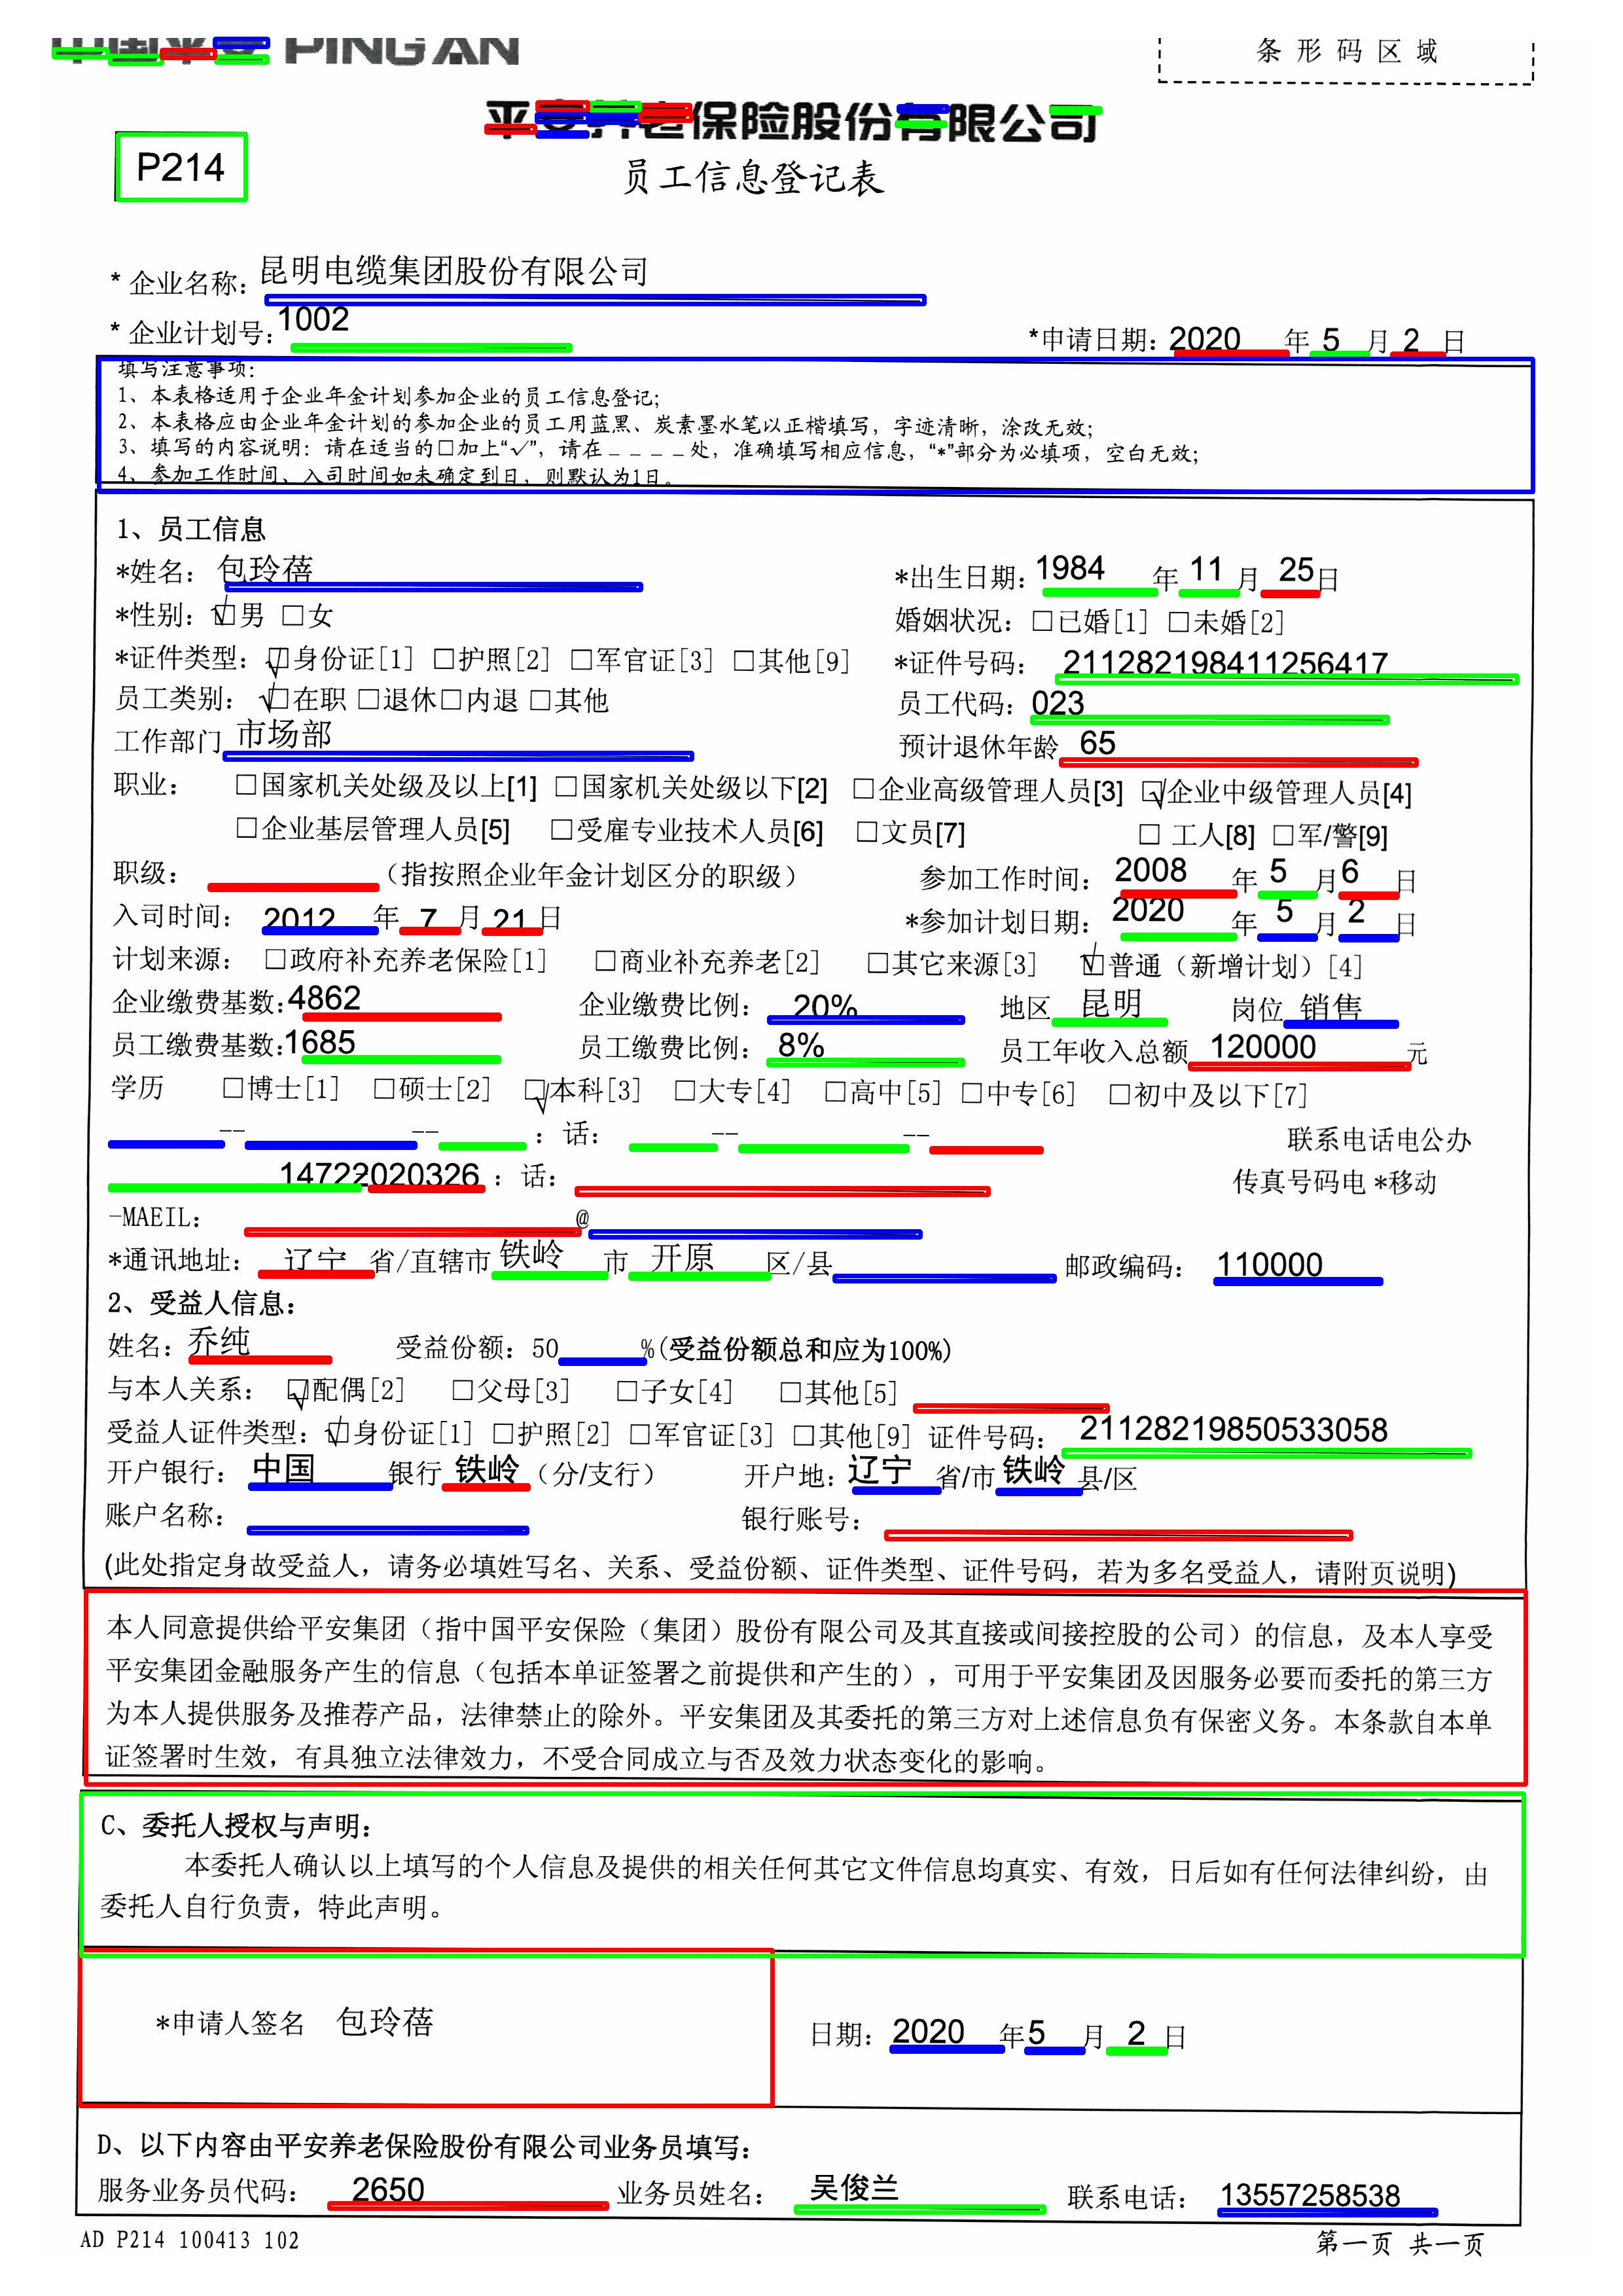 中国平安 PING AN
条 形 码 区 域
平安养老保险股份有限公司
P214
员工信息登记表
* 企业名称: 昆明电缆集团股份有限公司
* 企业计划号: 1002 *申请日期: 2020 年 5 月 2 日
填写注意事项:
1、本表格适用于企业年金计划参加企业的员工信息登记;
2、本表格应由企业年金计划的参加企业的员工用蓝黑、炭素墨水笔以正楷填写, 字迹清晰, 涂改无效;
3、填写的内容说明: 请在适当的□加上“√”, 请在 _ _ _ _ 处, 准确填写相应信息, “*”部分为必填项, 空白无效;
4、参加工作时间、入司时间如未确定到日, 则默认为1日。
1、员工信息
*姓名: 包玲蓓 *出生日期: 1984 年 11 月 25日
*性别: √□男 □女 婚姻状况: □已婚[1] □未婚[2]
*证件类型: √□身份证[1] □护照[2] □军官证[3] □其他[9] *证件号码: 211282198411256417
员工类别: √□在职 □退休□内退 □其他 员工代码: 023
工作部门 市场部 预计退休年龄 65
职业: □国家机关处级及以上[1] □国家机关处级以下[2] □企业高级管理人员[3] √□企业中级管理人员[4]
□企业基层管理人员[5] □受雇专业技术人员[6] □文员[7] □ 工人[8] □军/警[9]
职级: (指按照企业年金计划区分的职级) 参加工作时间: 2008 年 5 月6 日
入司时间: 2012 年 7 月 21 日 *参加计划日期: 2020 年 5 月 2 日
计划来源: □政府补充养老保险[1] □商业补充养老[2] □其它来源[3] √□普通（新增计划）[4]
企业缴费基数:4862 企业缴费比例: 20% 地区 昆明 岗位 销售
员工缴费基数:1685 员工缴费比例: 8% 员工年收入总额 120000 元
学历 □博士[1] □硕士[2] √□本科[3] □大专[4] □高中[5] □中专[6] □初中及以下[7]
-- -- : 话: -- -- 联系电话电公办
14722020326 : 话: 传真号码电 *移动
-MAEIL: @
*通讯地址: 辽宁 省/直辖市 铁岭 市 开原 区/县 邮政编码: 110000
2、受益人信息:
姓名: 乔纯 受益份额: 50 %(受益份额总和应为100%)
与本人关系: √□配偶[2] □父母[3] □子女[4] □其他[5]
受益人证件类型: √□身份证[1] □护照[2] □军官证[3] □其他[9] 证件号码: 21128219850533058
开户银行: 中国 银行 铁岭 (分/支行) 开户地: 辽宁 省/市 铁岭 县/区
账户名称: 银行账号:
(此处指定身故受益人, 请务必填姓写名、关系、受益份额、证件类型、证件号码, 若为多名受益人, 请附页说明)
本人同意提供给平安集团（指中国平安保险（集团）股份有限公司及其直接或间接控股的公司）的信息, 及本人享受
平安集团金融服务产生的信息（包括本单证签署之前提供和产生的）, 可用于平安集团及因服务必要而委托的第三方
为本人提供服务及推荐产品, 法律禁止的除外。平安集团及其委托的第三方对上述信息负有保密义务。本条款自本单
证签署时生效, 有具独立法律效力, 不受合同成立与否及效力状态变化的影响。
C、委托人授权与声明:
本委托人确认以上填写的个人信息及提供的相关任何其它文件信息均真实、有效, 日后如有任何法律纠纷, 由
委托人自行负责, 特此声明。
*申请人签名 包玲蓓 日期: 2020 年5 月 2 日
D、以下内容由平安养老保险股份有限公司业务员填写:
服务业务员代码: 2650 业务员姓名: 吴俊兰 联系电话: 13557258538
AD P214 100413 102 第一页 共一页